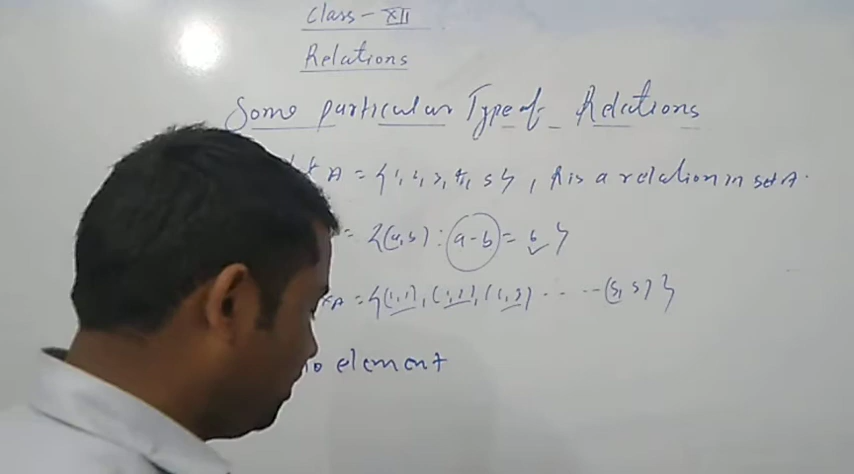 Class - XII
Relations
Some particular Type of Relations
A = {1, 2, 3, 4, 5}, R is a relation in set A.
= {(a, b) : a - b = 6}
A = {(1, 1), (1, 2), (1, 3) ... ... (5, 5)}
element